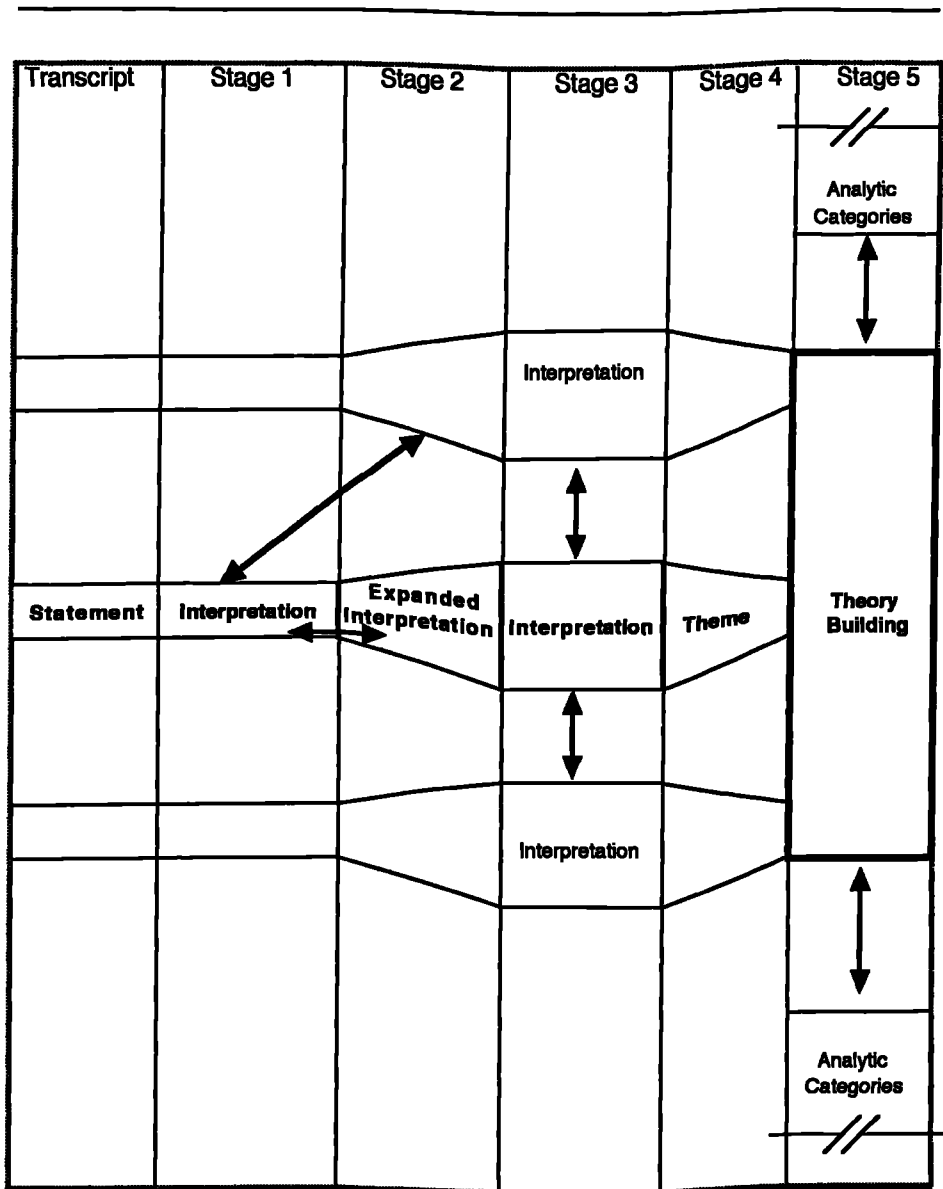 Transcript Stage 1 Stage 2 Stage 3 Stage 4 Stage 5
Analytic
Categories
Interpretation
Statement Interpretation Expanded
Interpretation Interpretation Theme Theory
Building
Interpretation
Analytic
Categories